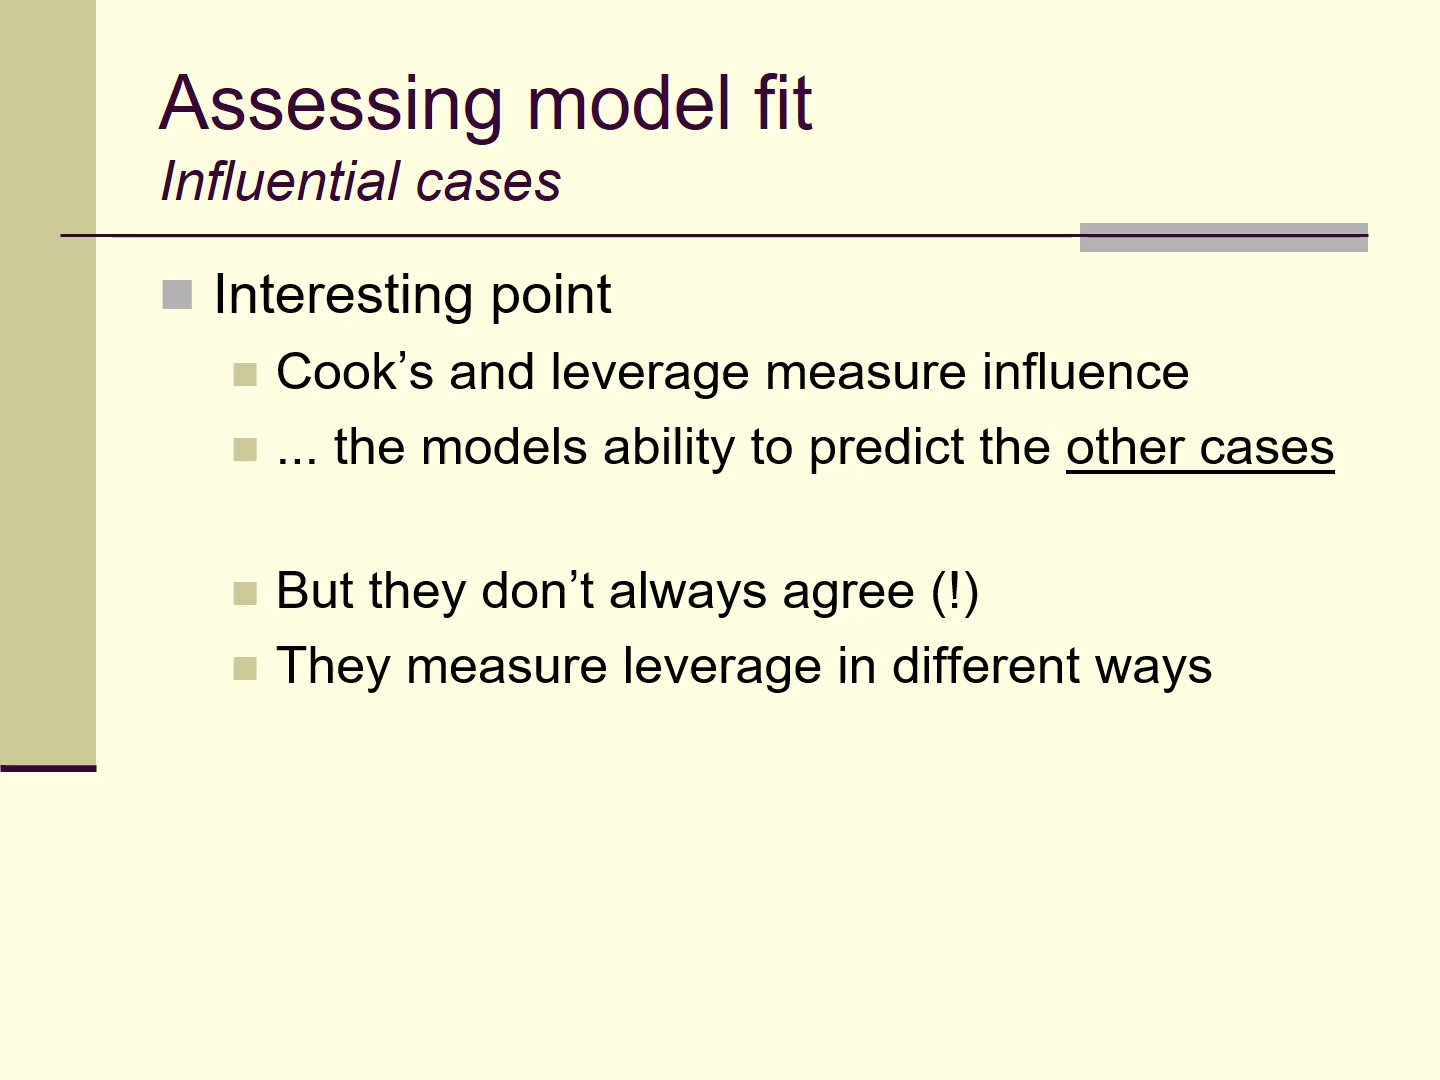 Assessing model fit
Influential cases
Interesting point
Cook’s and leverage measure influence
... the models ability to predict the other cases
But they don’t always agree (!)
They measure leverage in different ways